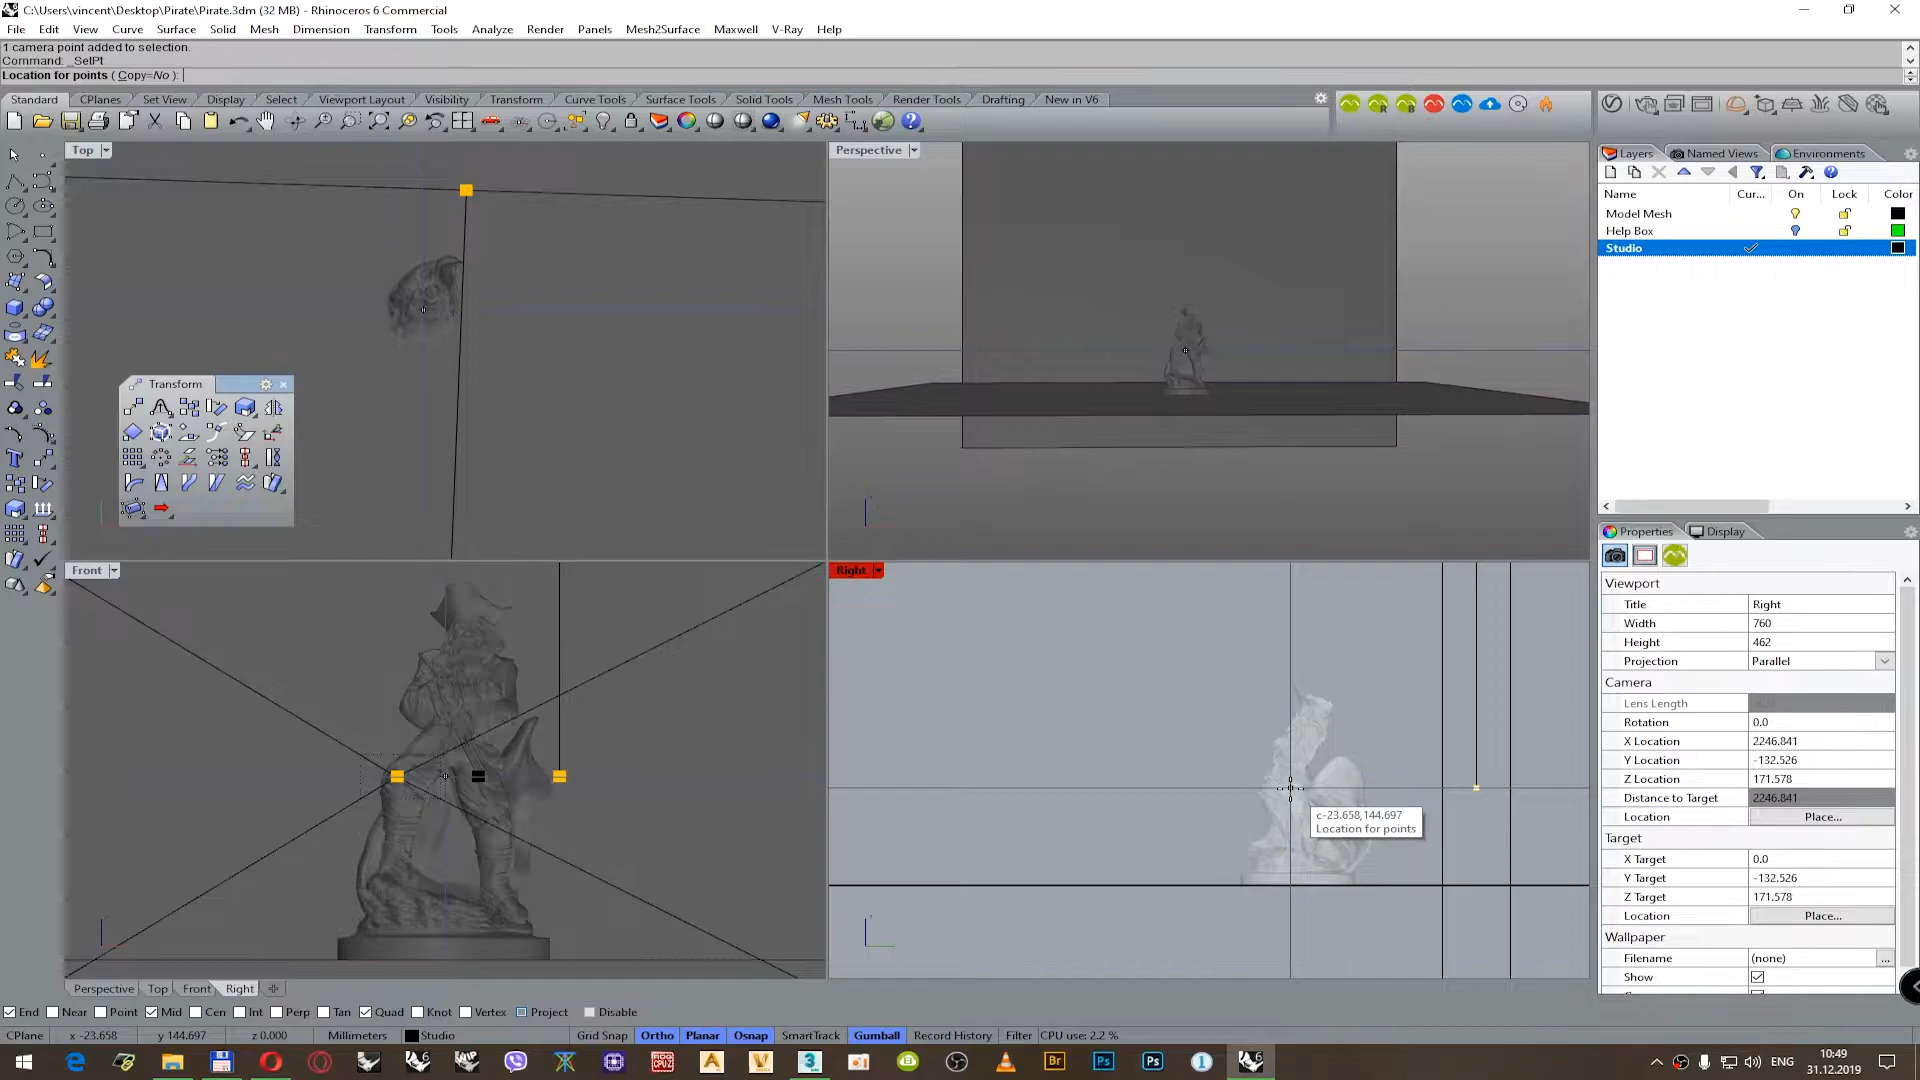 C:\Users\vincent\Desktop\Pirate\Pirate.3dm (32 MB) - Rhinoceros 6 Commercial
File Edit View Curve Surface Solid Mesh Dimension Transform Tools Analyze Render Panels Mesh2Surface Maxwell V-Ray Help
1 camera point added to selection.
Command: _SetPt
Location for points ( Copy=No ):
Standard CPlanes Set View Display Select Viewport Layout Visibility Transform Curve Tools Surface Tools Solid Tools Mesh Tools Render Tools Drafting New in V6
Top
Perspective
Transform
Front
Right
c-23.658,144.697
Location for points
Layers Named Views Environments
Name Cur... On Lock Color
Model Mesh
Help Box
Studio
Properties Display
Viewport
Title Right
Width 760
Height 462
Projection Parallel
Camera
Lens Length
Rotation 0.0
X Location 2246.841
Y Location -132.526
Z Location 171.578
Distance to Target 2246.841
Location Place...
Target
X Target 0.0
Y Target -132.526
Z Target 171.578
Location Place...
Wallpaper
Filename (none) ...
Show
Perspective Top Front Right
End Near Point Mid Cen Int Perp Tan Quad Knot Vertex Project Disable
CPlane x -23.658 y 144.697 z 0.000 Millimeters Studio Grid Snap Ortho Planar Osnap SmartTrack Gumball Record History Filter CPU use: 2.2 %
ENG
10:49
31.12.2019